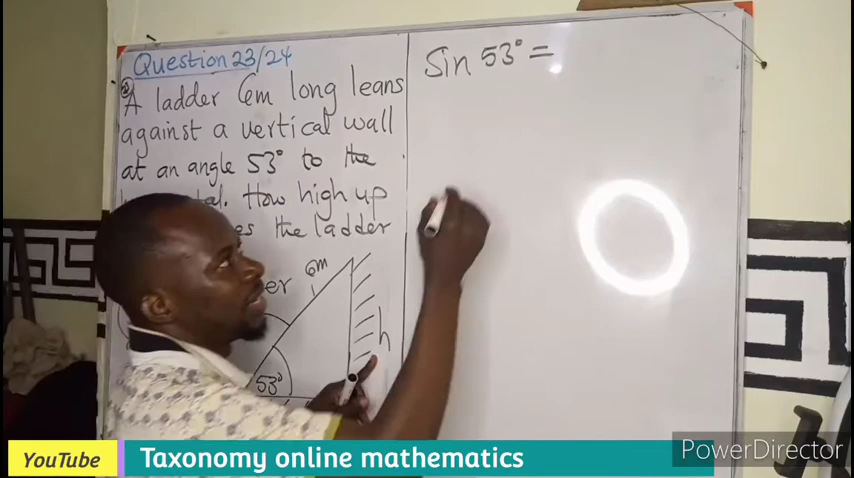 Question 23/24
A ladder 6m long leans
against a vertical wall
at an angle 53° to the
How high up
the ladder
6m
h
53°
Sin 53° =
YouTube
Taxonomy online mathematics
PowerDirector